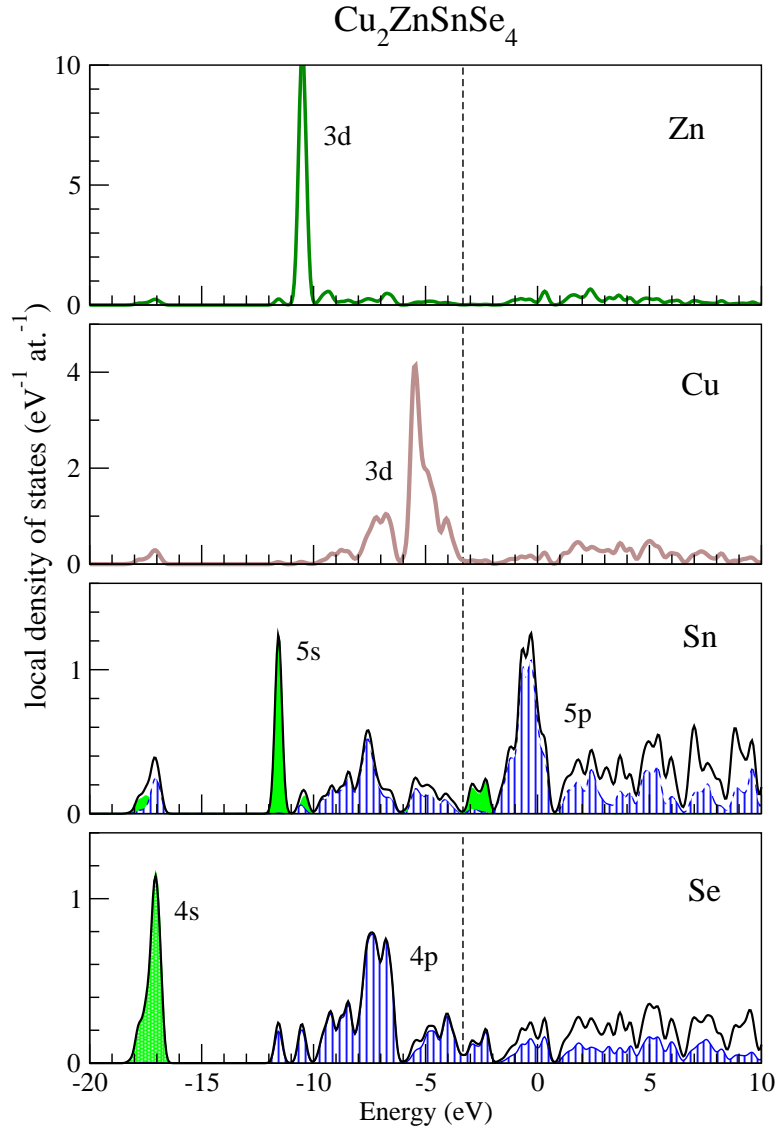 Cu₂ZnSnSe₄
local density of states (eV⁻¹ at.⁻¹)
10
5
0
3d
Zn
4
2
0
3d
Cu
1
0
5s
5p
Sn
1
0
4s
4p
Se
-20 -15 -10 -5 0 5 10
Energy (eV)